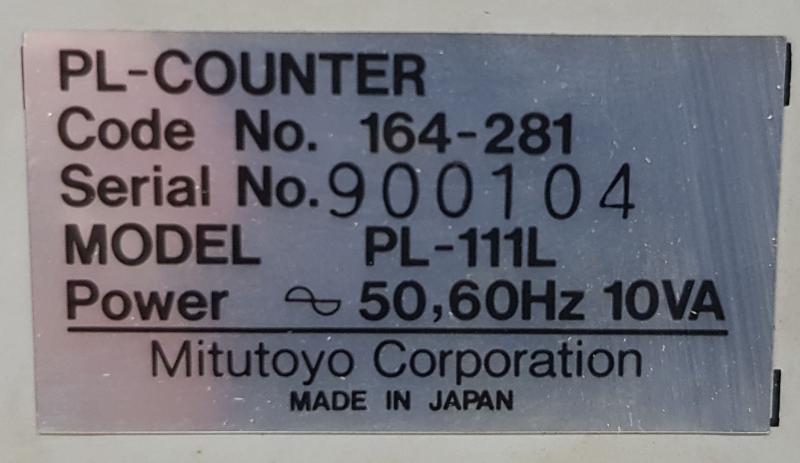 PL-COUNTER
Code No. 164-281
Serial No. 900104
MODEL PL-111L
Power ∿ 50,60Hz 10VA
Mitutoyo Corporation
MADE IN JAPAN